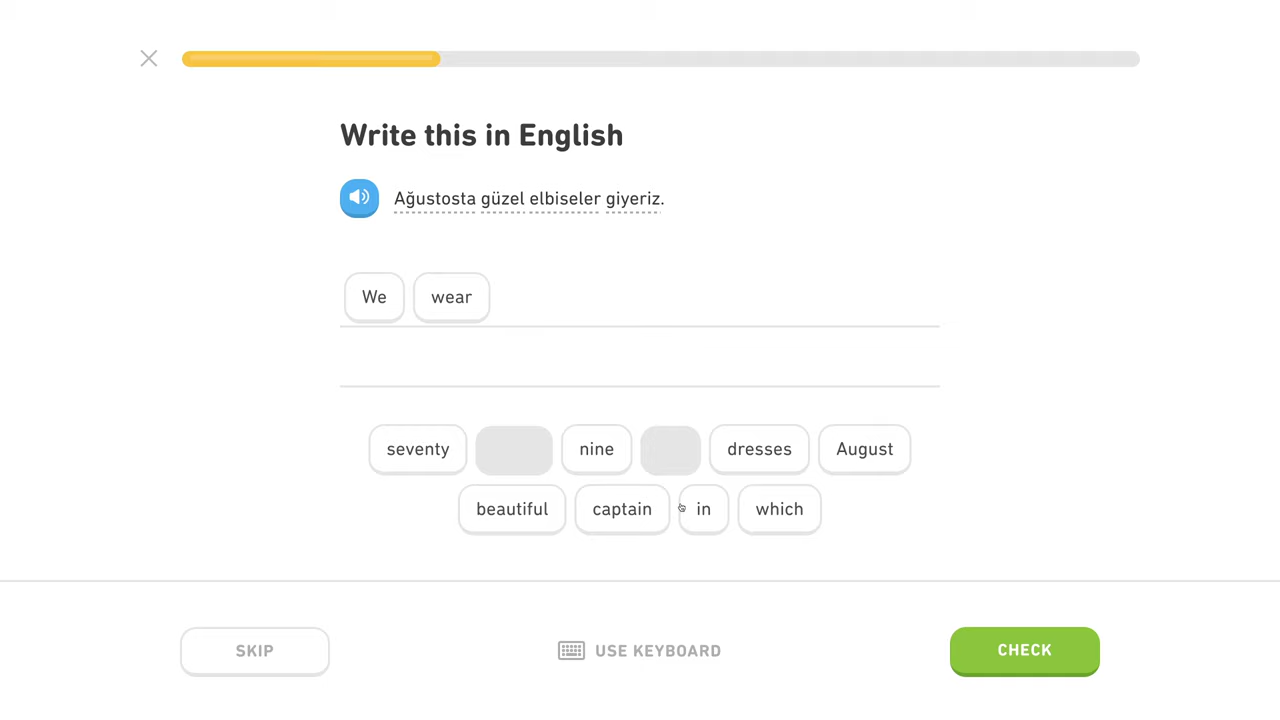 Write this in English
Ağustosta güzel elbiseler giyeriz.
We wear
seventy nine dresses August
beautiful captain in which
SKIP USE KEYBOARD CHECK